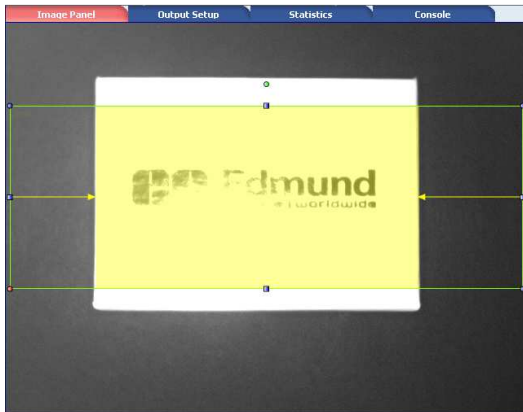 Image Panel
Output Setup
Statistics
Console
Edmund
worldwide